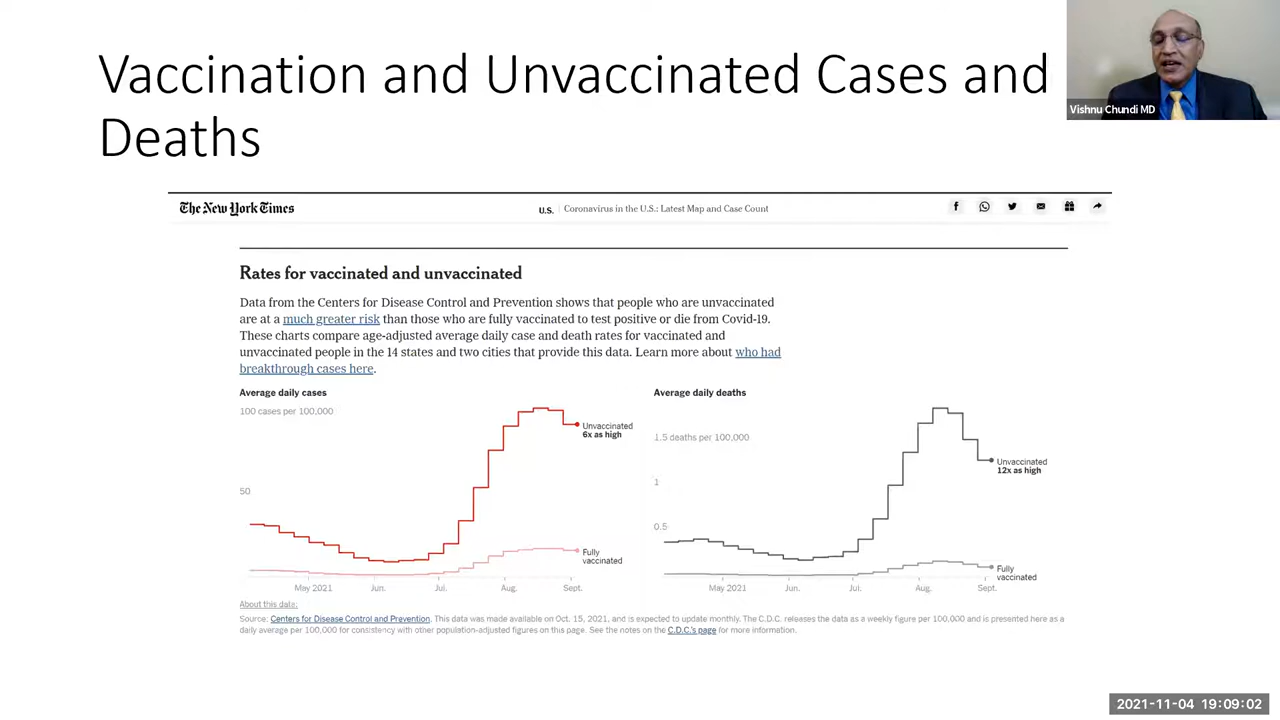 Vaccination and Unvaccinated Cases and
Deaths
Vishnu Chundi MD
The New York Times
U.S. | Coronavirus in the U.S.: Latest Map and Case Count
Rates for vaccinated and unvaccinated
Data from the Centers for Disease Control and Prevention shows that people who are unvaccinated
are at a much greater risk than those who are fully vaccinated to test positive or die from Covid-19.
These charts compare age-adjusted average daily case and death rates for vaccinated and
unvaccinated people in the 14 states and two cities that provide this data. Learn more about who had
breakthrough cases here.
Average daily cases
100 cases per 100,000
50
Unvaccinated
6x as high
Fully
vaccinated
May 2021 Jun. Jul. Aug. Sept.
Average daily deaths
1.5 deaths per 100,000
1
0.5
Unvaccinated
12x as high
Fully
vaccinated
May 2021 Jun. Jul. Aug. Sept.
About this data:
Source: Centers for Disease Control and Prevention. This data was made available on Oct. 15, 2021, and is expected to update monthly. The C.D.C. releases the data as a weekly figure per 100,000 and is presented here as a
daily average per 100,000 for consistency with other population-adjusted figures on this page. See the notes on the C.D.C.'s page for more information.
2021-11-04 19:09:02